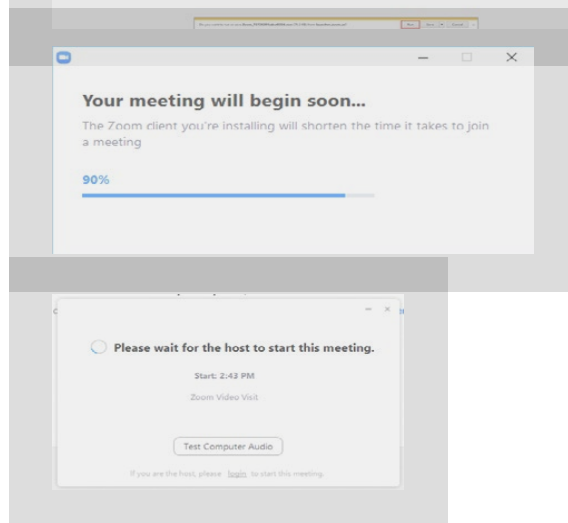 Your meeting will begin soon...
The Zoom client you're installing will shorten the time it takes to join
a meeting
90%
Please wait for the host to start this meeting.
Start: 2:43 PM
Zoom Video Visit
Test Computer Audio
If you are the host, please login to start this meeting.